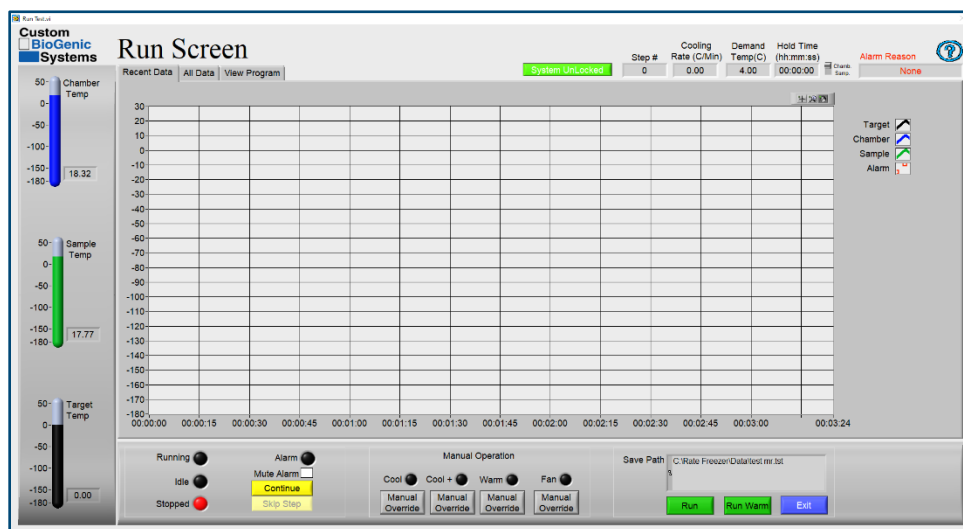 Run Test.vi
Custom
BioGenic
Systems
Run Screen
Recent Data All Data View Program
System UnLocked
Step #
0
Cooling
Rate (C/Min)
0.00
Demand
Temp(C)
4.00
Hold Time
(hh:mm:ss)
00:00:00
Chamb.
Samp.
Alarm Reason
None
?
50
0
-50
-100
-150
-180
Chamber
Temp
18.32
50
0
-50
-100
-150
-180
Sample
Temp
17.77
50
0
-50
-100
-150
-180
Target
Temp
0.00
30
20
10
0
-10
-20
-30
-40
-50
-60
-70
-80
-90
-100
-110
-120
-130
-140
-150
-160
-170
-180
00:00:00 00:00:15 00:00:30 00:00:45 00:01:00 00:01:15 00:01:30 00:01:45 00:02:00 00:02:15 00:02:30 00:02:45 00:03:00 00:03:24
Target
Chamber
Sample
Alarm
Running
Idle
Stopped
Alarm
Mute Alarm
Continue
Skip Step
Manual Operation
Cool Cool + Warm Fan
Manual Override
Manual Override
Manual Override
Manual Override
Save Path
C:\Rate Freezer\Data\test mr.tst
Run Run Warm Exit